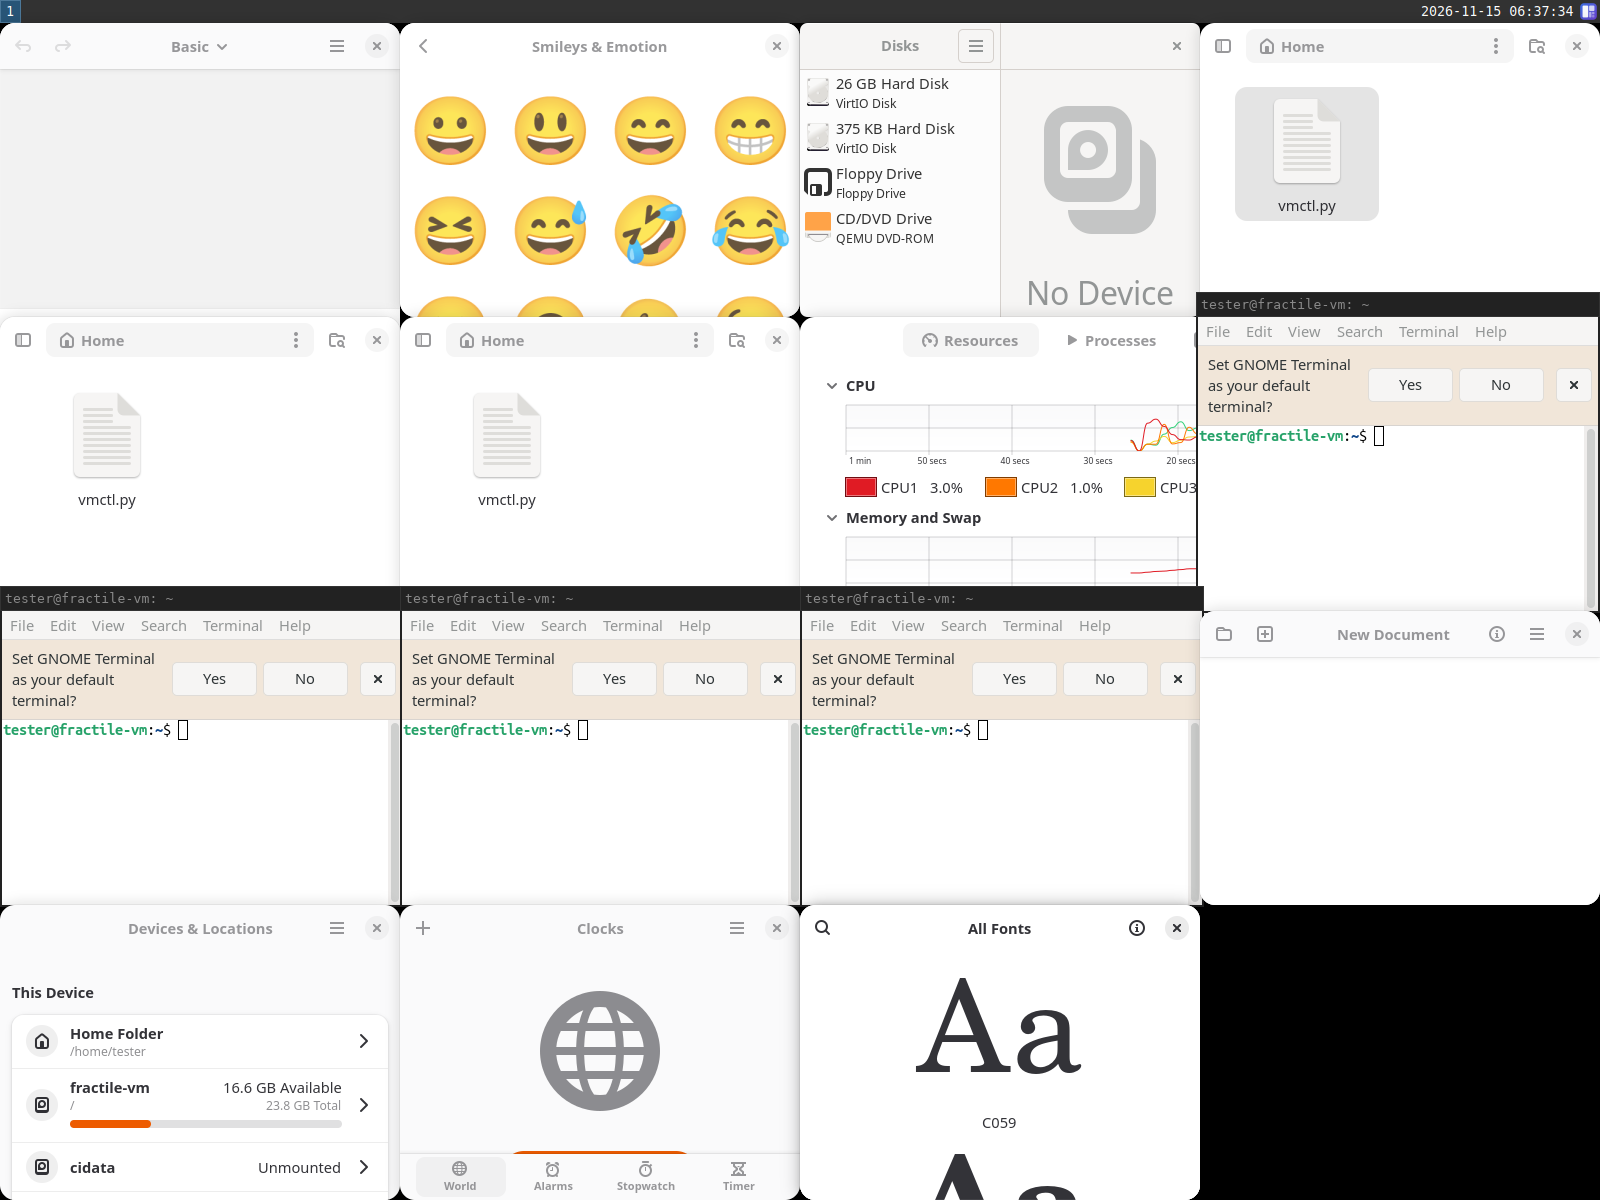 1
2026-11-15 06:37:34
Basic
Smileys & Emotion
Disks
26 GB Hard Disk
VirtIO Disk
375 KB Hard Disk
VirtIO Disk
Floppy Drive
Floppy Drive
CD/DVD Drive
QEMU DVD-ROM
No Device
Home
vmctl.py
Home
vmctl.py
Home
vmctl.py
Resources
Processes
CPU
1 min 50 secs 40 secs 30 secs 20 secs
CPU1 3.0% CPU2 1.0% CPU3
Memory and Swap
tester@fractile-vm: ~
File Edit View Search Terminal Help
Set GNOME Terminal
as your default
terminal?
Yes No
tester@fractile-vm:~$
tester@fractile-vm: ~
File Edit View Search Terminal Help
Set GNOME Terminal
as your default
terminal?
Yes No
tester@fractile-vm:~$
tester@fractile-vm: ~
File Edit View Search Terminal Help
Set GNOME Terminal
as your default
terminal?
Yes No
tester@fractile-vm:~$
tester@fractile-vm: ~
File Edit View Search Terminal Help
Set GNOME Terminal
as your default
terminal?
Yes No
tester@fractile-vm:~$
New Document
Devices & Locations
This Device
Home Folder
/home/tester
fractile-vm 16.6 GB Available
/ 23.8 GB Total
cidata Unmounted
Clocks
World Alarms Stopwatch Timer
All Fonts
Aa
C059
Aa